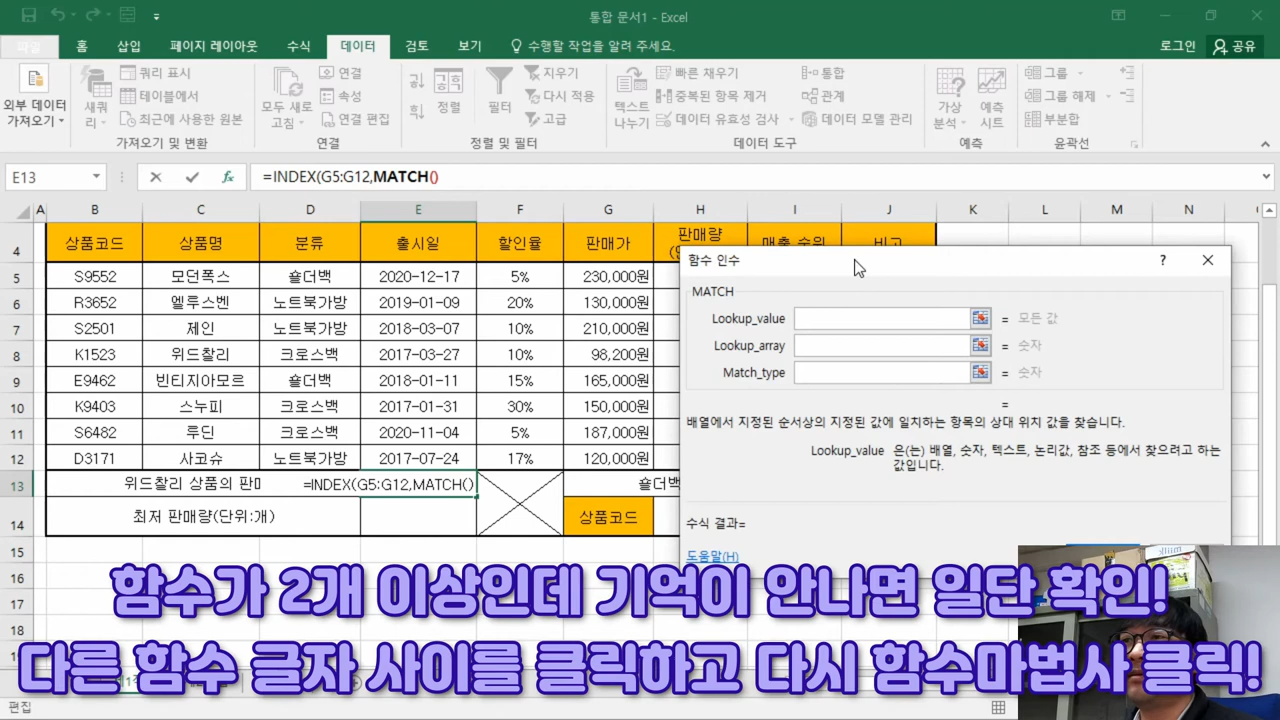 통합 문서1 - Excel
홈 삽입 페이지 레이아웃 수식 데이터 검토 보기 수행할 작업을 알려 주세요. 로그인 공유
외부 데이터 가져오기
새 쿼리
쿼리 표시
테이블에서
최근에 사용한 원본
가져오기 및 변환
모두 새로 고침
연결
속성
연결 편집
연결
정렬
필터
지우기
다시 적용
고급
정렬 및 필터
텍스트 나누기
빠른 채우기
중복된 항목 제거
데이터 유효성 검사
통합
관계
데이터 모델 관리
데이터 도구
가상 분석
예측 시트
예측
그룹
그룹 해제
부분합
윤곽선
E13 fx =INDEX(G5:G12,MATCH()
A B C D E F G H I J K L M N
4 상품코드 상품명 분류 출시일 할인율 판매가 판매량 매출 순위 비고
5 S9552 모던폭스 숄더백 2020-12-17 5% 230,000원
6 R3652 엘루스벤 노트북가방 2019-01-09 20% 130,000원
7 S2501 제인 크로스백 2018-03-07 10% 210,000원
8 K1523 위드찰리 크로스백 2017-03-27 10% 98,200원
9 E9462 빈티지아모르 숄더백 2018-01-11 15% 165,000원
10 K9403 스누피 크로스백 2017-01-31 30% 150,000원
11 S6482 루딘 크로스백 2020-11-04 5% 187,000원
12 D3171 사코슈 노트북가방 2017-07-24 17% 120,000원
13 위드찰리 상품의 판 =INDEX(G5:G12,MATCH() 숄더백
14 최저 판매량(단위:개) 상품코드
15
16
17
18
함수 인수 ?
MATCH
Lookup_value = 모든 값
Lookup_array = 숫자
Match_type = 숫자
=
배열에서 지정된 순서상의 지정된 값에 일치하는 항목의 상대 위치 값을 찾습니다.
Lookup_value 은(는) 배열, 숫자, 텍스트, 논리값, 참조 등에서 찾으려고 하는
값입니다.
수식 결과=
도움말(H)
함수가 2개 이상인데 기억이 안나면 일단 확인!
다른 함수 글자 사이를 클릭하고 다시 함수마법사 클릭!
편집